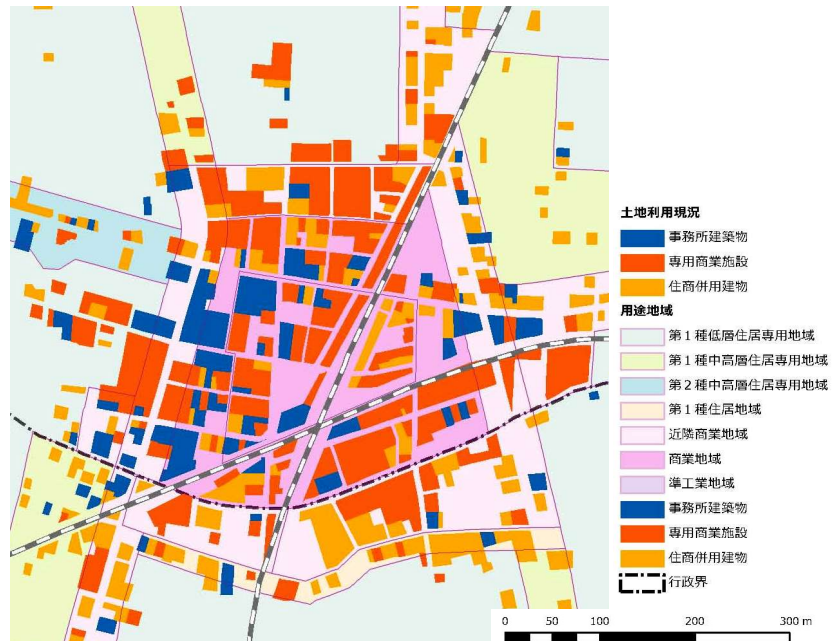 土地利用現況
事務所建築物
専用商業施設
住商併用建物
用途地域
第１種低層住居専用地域
第１種中高層住居専用地域
第２種中高層住居専用地域
第１種住居地域
近隣商業地域
商業地域
準工業地域
事務所建築物
専用商業施設
住商併用建物
行政界
0 50 100 200 300 m